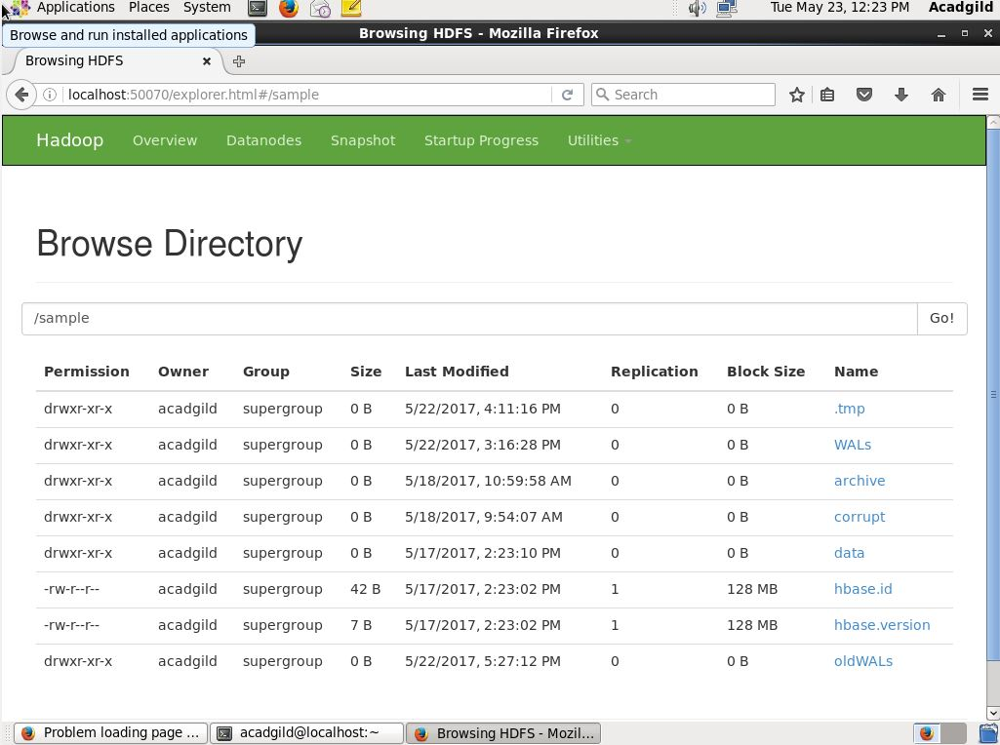 Applications Places System Tue May 23, 12:23 PM Acadgild
Browse and run installed applications
Browsing HDFS - Mozilla Firefox
Browsing HDFS
localhost:50070/explorer.html#/sample Search
Hadoop Overview Datanodes Snapshot Startup Progress Utilities
Browse Directory
/sample Go!
Permission Owner Group Size Last Modified Replication Block Size Name
drwxr-xr-x acadgild supergroup 0 B 5/22/2017, 4:11:16 PM 0 0 B .tmp
drwxr-xr-x acadgild supergroup 0 B 5/22/2017, 3:16:28 PM 0 0 B WALs
drwxr-xr-x acadgild supergroup 0 B 5/18/2017, 10:59:58 AM 0 0 B archive
drwxr-xr-x acadgild supergroup 0 B 5/18/2017, 9:54:07 AM 0 0 B corrupt
drwxr-xr-x acadgild supergroup 0 B 5/17/2017, 2:23:10 PM 0 0 B data
-rw-r--r-- acadgild supergroup 42 B 5/17/2017, 2:23:02 PM 1 128 MB hbase.id
-rw-r--r-- acadgild supergroup 7 B 5/17/2017, 2:23:02 PM 1 128 MB hbase.version
drwxr-xr-x acadgild supergroup 0 B 5/22/2017, 5:27:12 PM 0 0 B oldWALs
Problem loading page ... acadgild@localhost:~ Browsing HDFS - Mozil...